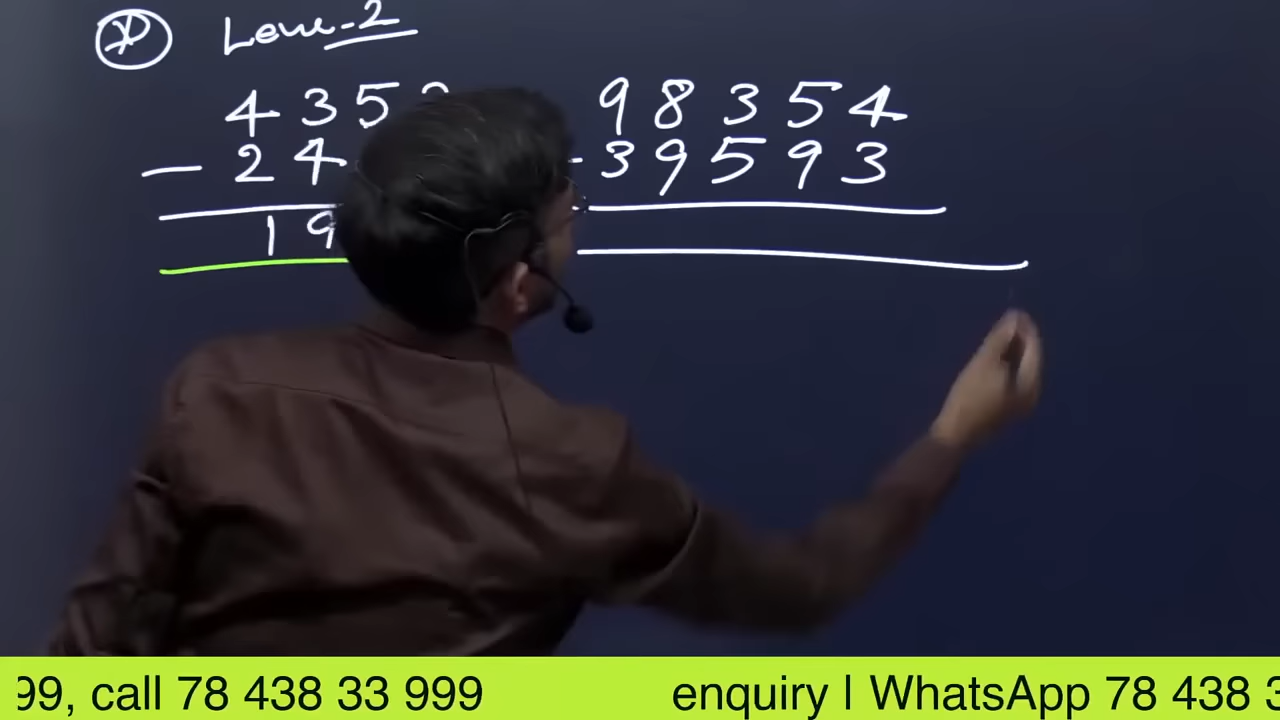 Level-2
4 3 5 9 8 3 5 4
- 2 4 - 3 9 5 9 3
1 9
99, call 78 438 33 999 enquiry | WhatsApp 78 438 3